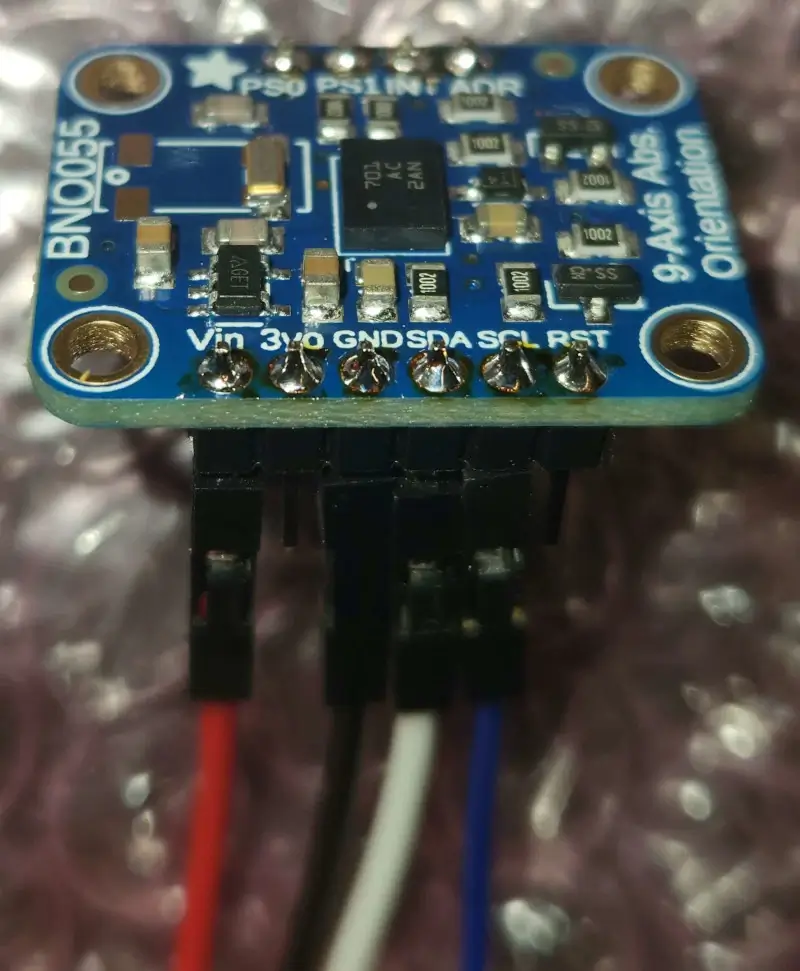 PS0 PS1 INT ADR
BNO055
9-Axis Abs.
Orientation
701
AC
2AN
1002
1002
1002
1002
1002
1002
Vin 3vo GND SDA SCL RST